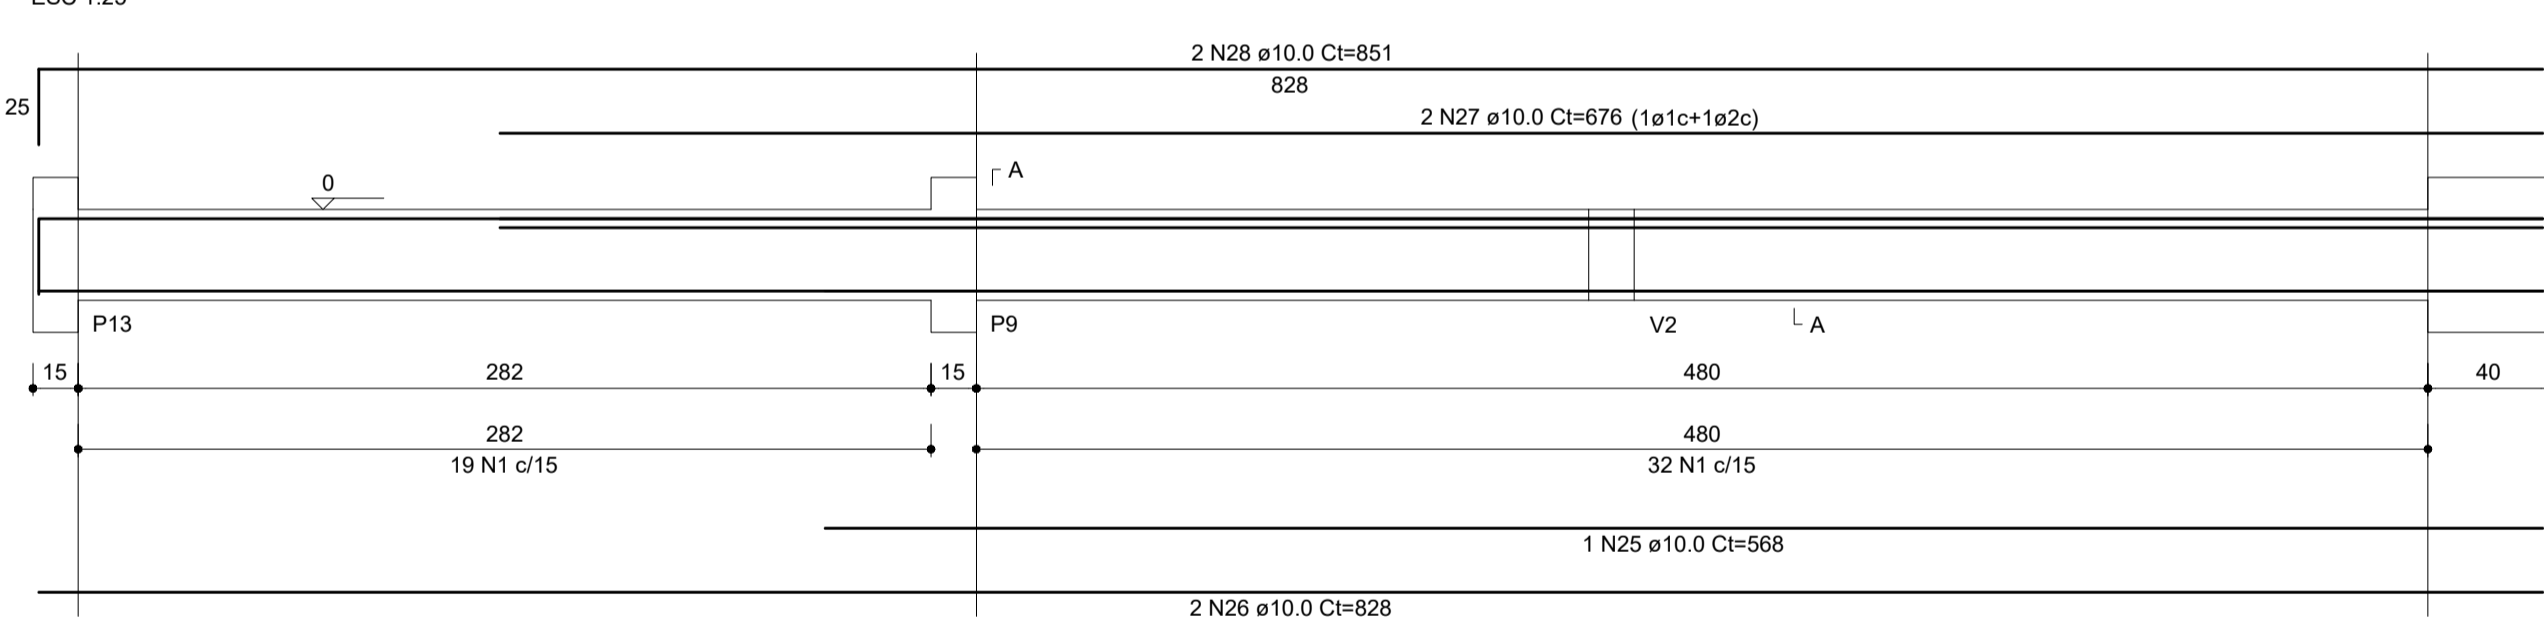 2 N28 ø10.0 Ct=851
828
25
2 N27 ø10.0 Ct=676 (1ø1c+1ø2c)
A
0
P13
P9
V2
A
15
282
15
480
40
282
480
19 N1 c/15
32 N1 c/15
1 N25 ø10.0 Ct=568
2 N26 ø10.0 Ct=828